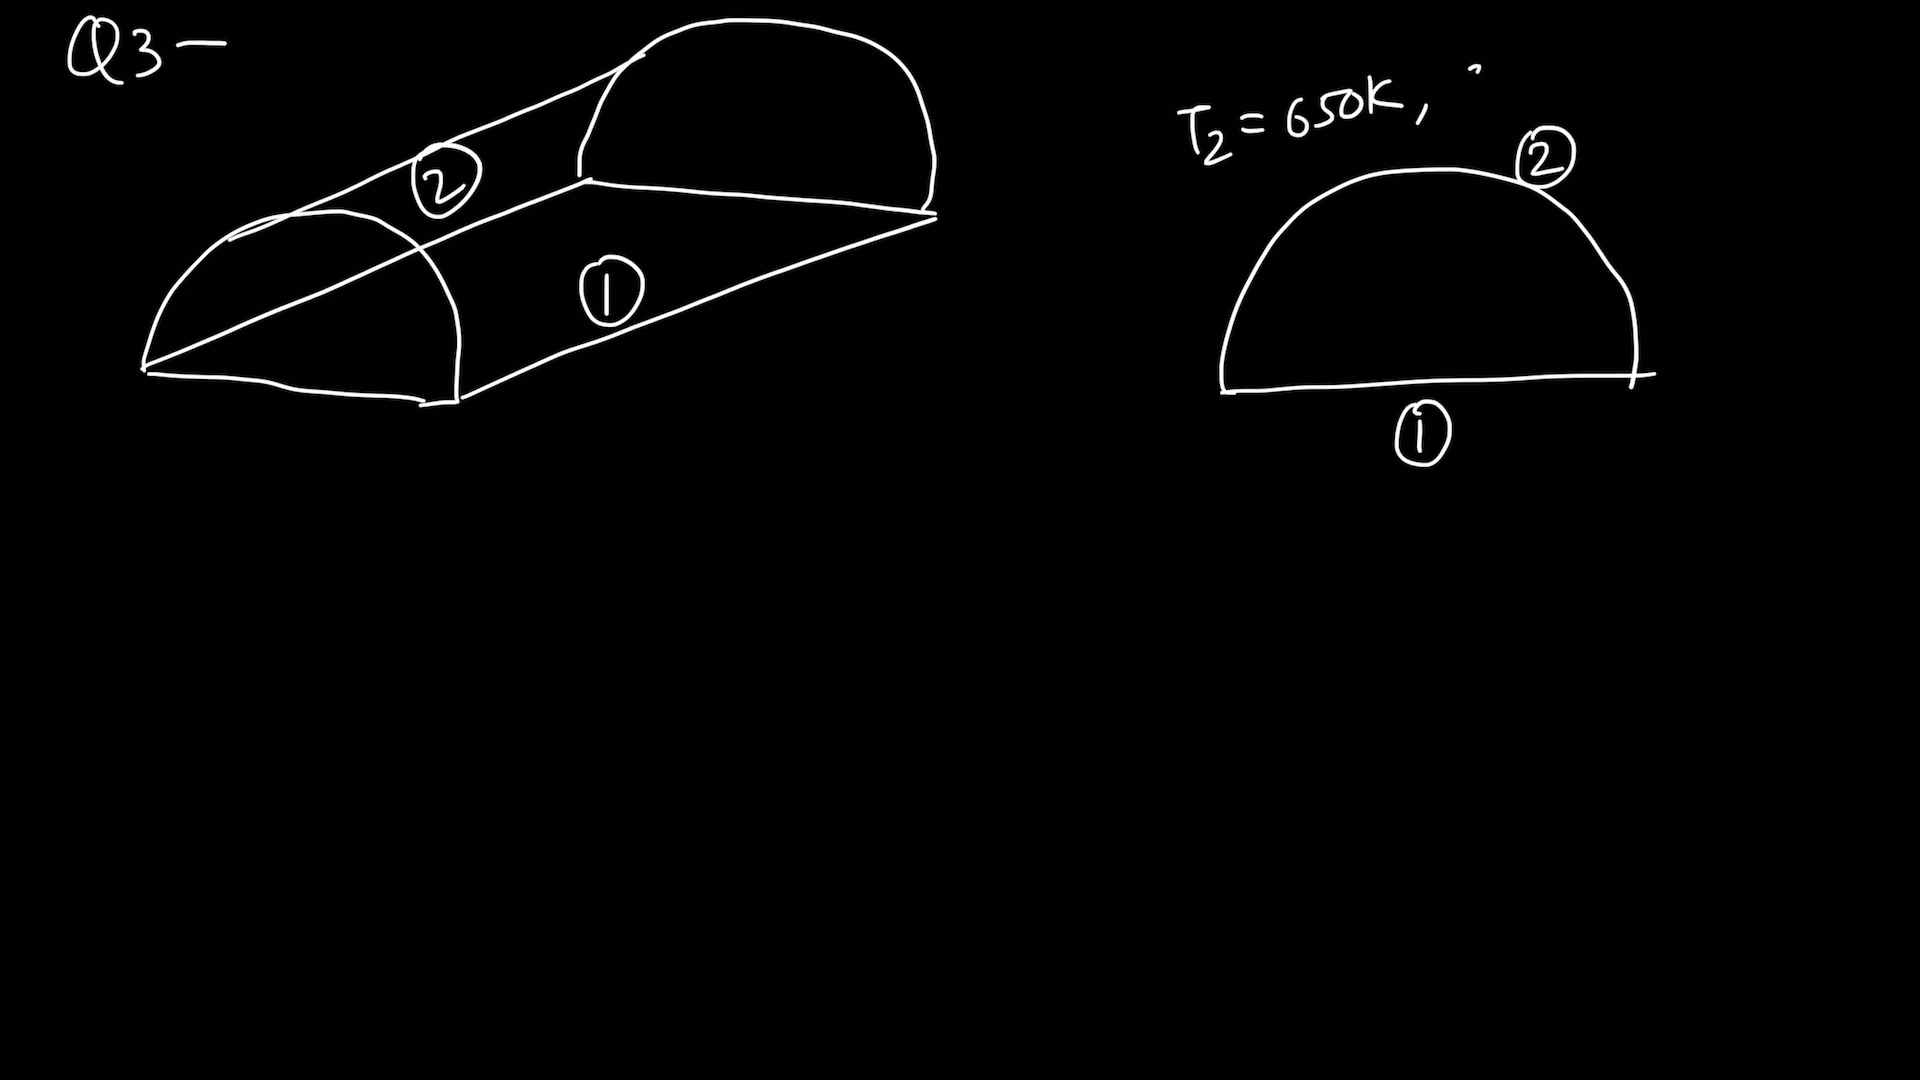 Q3-
T₂ = 650K,
②
②
①
①